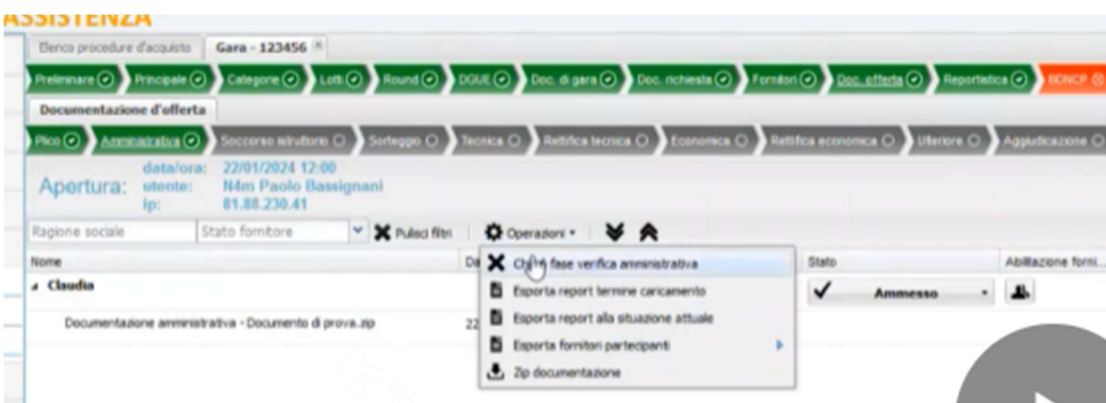 ASSISTENZA
Elenco procedure d'acquisto Gara - 123456
Preliminare Principale Categorie Lotti Round DGUE Doc. di gara Doc. richiesta Fornitori Doc. offerta Reportistica BDNCP
Documentazione d'offerta
Plico Amministrativa Soccorso istruttorio Sorteggio Tecnica Rettifica tecnica Economica Rettifica economica Ulteriore Aggiudicazione
Apertura:
data/ora: 22/01/2024 12:00
utente: N4m Paolo Bassignani
ip: 81.88.230.41
Ragione sociale Stato fornitore Pulisci filtri Operazioni
Nome Da Stato Abilitazione forni...
Claudia Ammesso
Documentazione amministrativa - Documento di prova.zip 22
fase verifica amministrativa
Esporta report termine caricamento
Esporta report alla situazione attuale
Esporta fornitori partecipanti
Zip documentazione